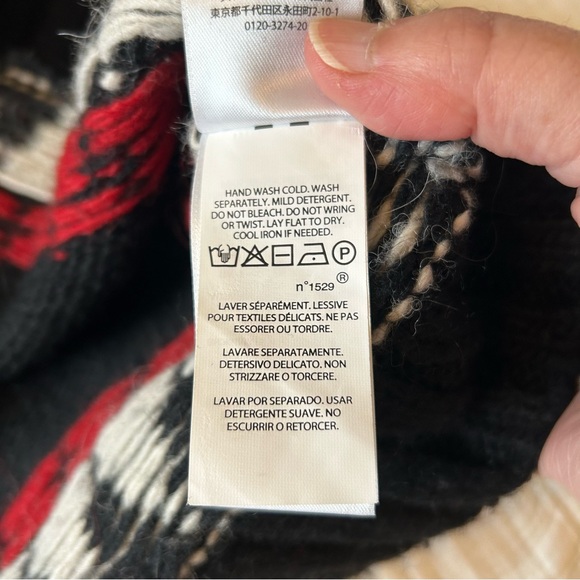 東京都千代田区永田町2-10-1
0120-3274-20
HAND WASH COLD. WASH
SEPARATELY. MILD DETERGENT.
DO NOT BLEACH. DO NOT WRING
OR TWIST. LAY FLAT TO DRY.
COOL IRON IF NEEDED.
P
n°1529 ®
LAVER SÉPARÉMENT. LESSIVE
POUR TEXTILES DÉLICATS. NE PAS
ESSORER OU TORDRE.
LAVARE SEPARATAMENTE.
DETERSIVO DELICATO. NON
STRIZZARE O TORCERE.
LAVAR POR SEPARADO. USAR
DETERGENTE SUAVE. NO
ESCURRIR O RETORCER.